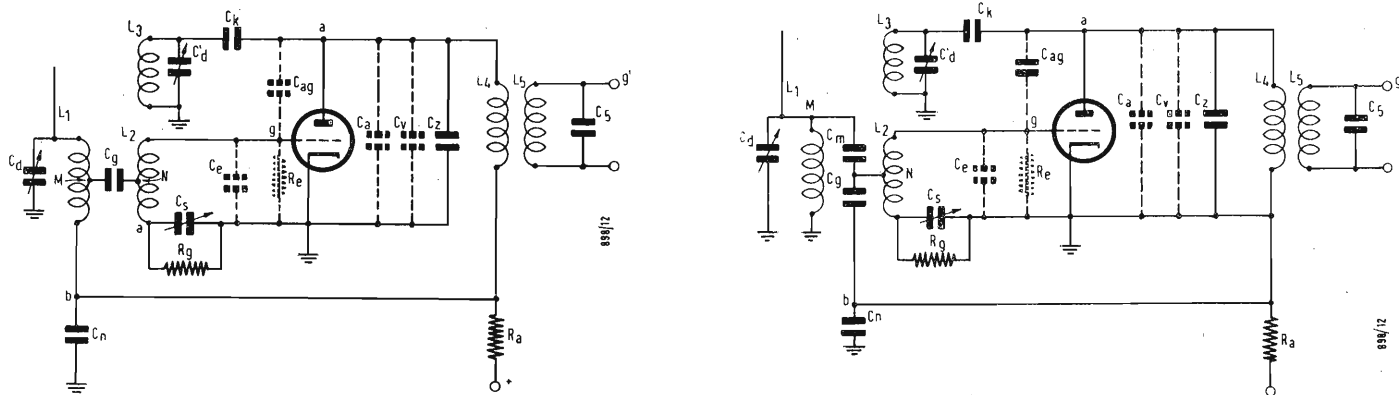 L3
C'd
Ck
a
Cag
L1
L2
g
Cd
Cg
M
N
Ce
Re
Ca
Cv
Cz
L4
L5
g'
C5
Cs
a
Rg
b
Cn
Ra
+
898/12
L3
C'd
Ck
a
Cag
L1
M
L2
g
Cd
Cm
Cg
N
Ce
Re
Ca
Cv
Cz
L4
L5
g
C5
Cs
Rg
b
Cn
Ra
898/12